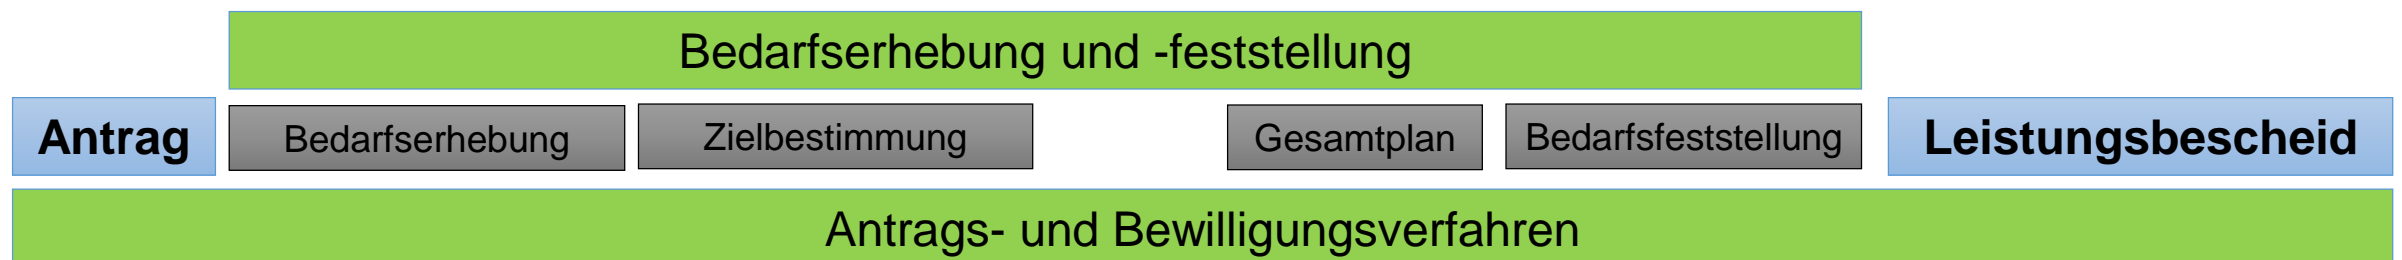 Bedarfserhebung und -feststellung
Antrag
Bedarfserhebung
Zielbestimmung
Gesamtplan
Bedarfsfeststellung
Leistungsbescheid
Antrags- und Bewilligungsverfahren